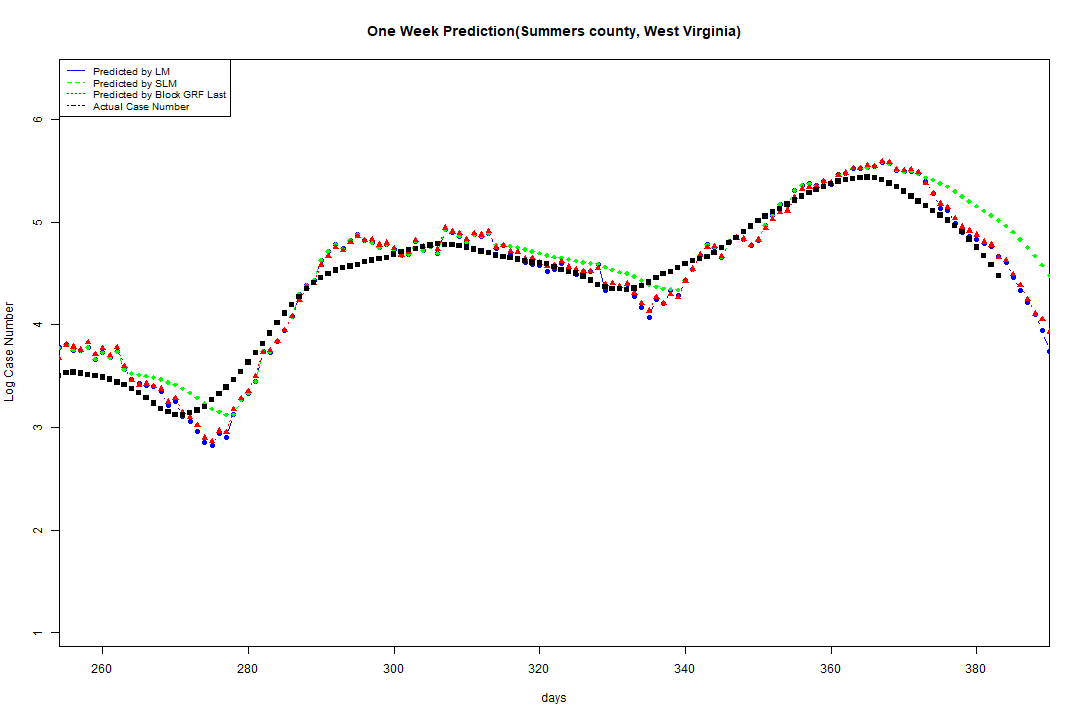 One Week Prediction(Summers county, West Virginia)
Predicted by LM
Predicted by SLM
Predicted by Block GRF Last
Actual Case Number
Log Case Number
6
5
4
3
2
1
260 280 300 320 340 360 380
days